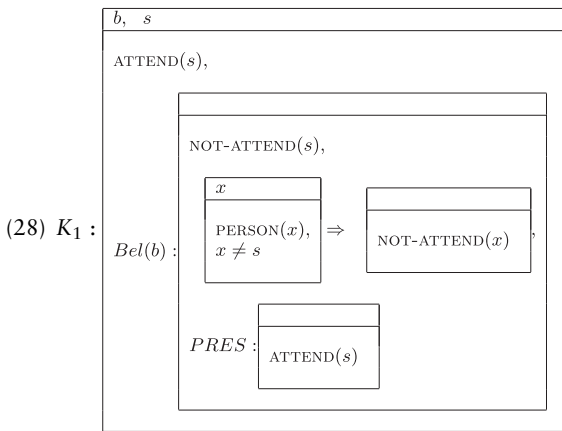 b, s
ATTEND(s),
NOT-ATTEND(s),
x
PERSON(x),
x ≠ s
⇒
NOT-ATTEND(x)
,
(28) K₁ :
Bel(b) :
PRES :
ATTEND(s)